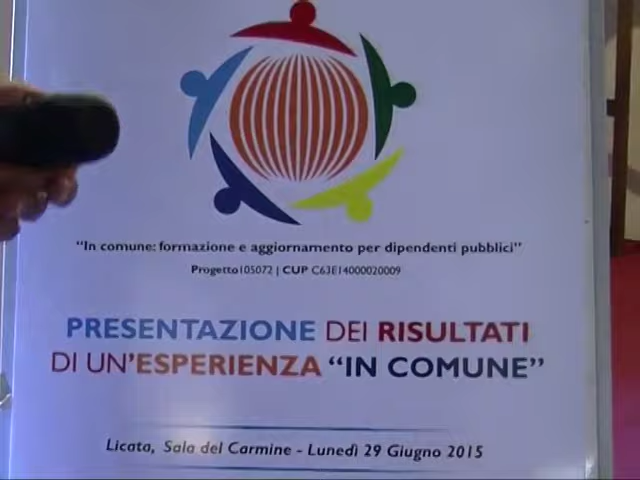 "In comune: formazione e aggiornamento per dipendenti pubblici"
Progetto105072 | CUP C63E14000020009
PRESENTAZIONE DEI RISULTATI
DI UN'ESPERIENZA "IN COMUNE"
Licata, Sala del Carmine - Lunedì 29 Giugno 2015